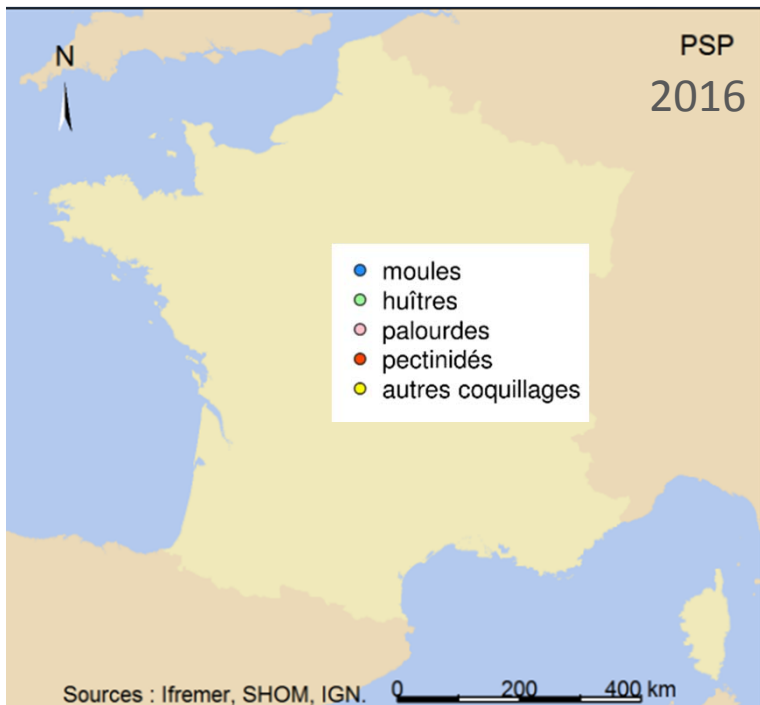 N
PSP
2016
moules
huîtres
palourdes
pectinidés
autres coquillages
Sources : Ifremer, SHOM, IGN.
0 200 400 km